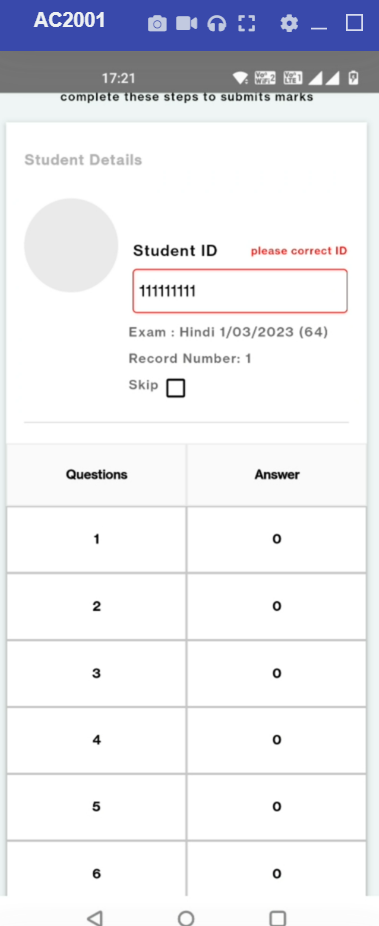 AC2001
17:21
complete these steps to submits marks
Student Details
Student ID please correct ID
111111111
Exam : Hindi 1/03/2023 (64)
Record Number: 1
Skip
Questions Answer
1 0
2 0
3 0
4 0
5 0
6 0